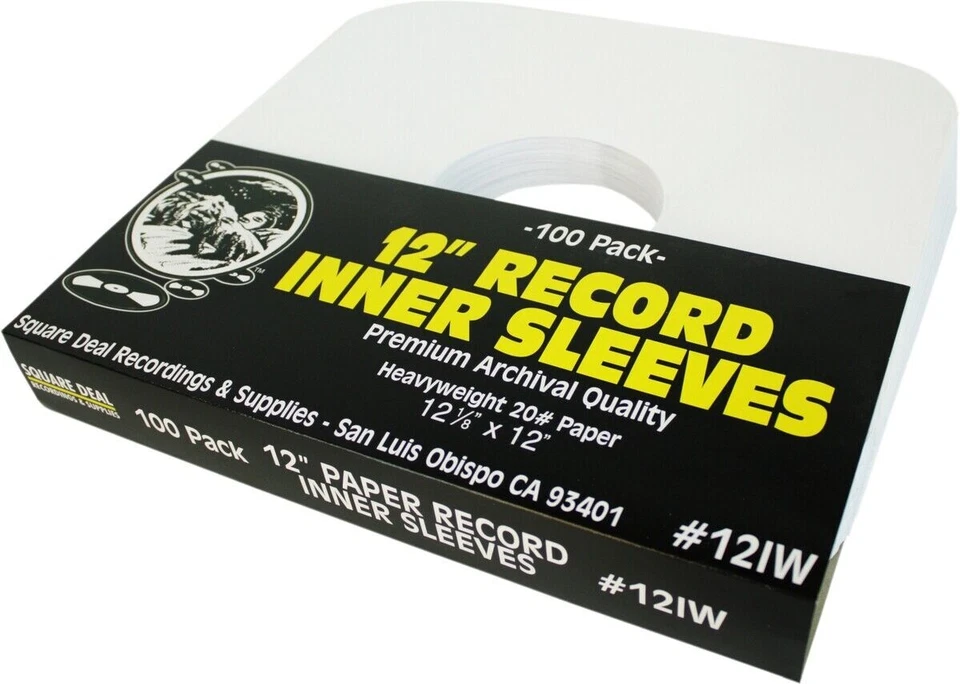 -100 Pack-
12" RECORD
INNER SLEEVES
Premium Archival Quality
Heavyweight 20# Paper
12 ⅛" x 12"
Square Deal Recordings & Supplies - San Luis Obispo CA 93401
#12IW
TM
SQUARE DEAL
RECORDINGS & SUPPLIES
100 Pack
12" PAPER RECORD
INNER SLEEVES
#12IW